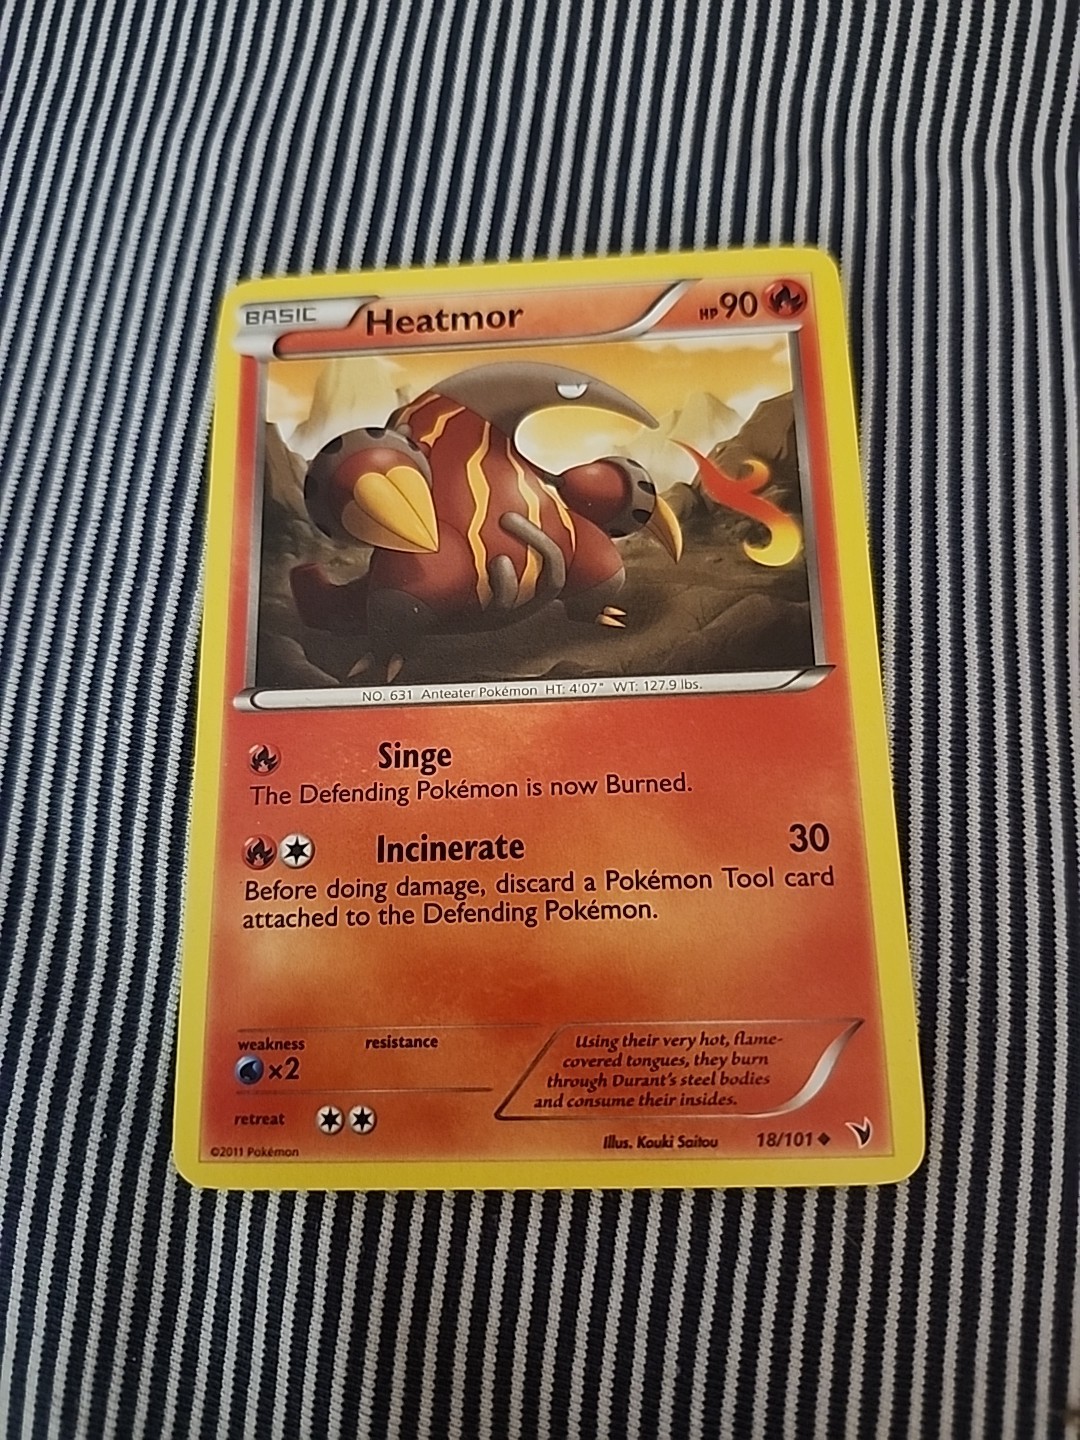 BASIC Heatmor HP90
NO. 631 Anteater Pokémon HT: 4'07" WT: 127.9 lbs.
Singe
The Defending Pokémon is now Burned.
Incinerate 30
Before doing damage, discard a Pokémon Tool card
attached to the Defending Pokémon.
weakness resistance
×2
retreat
Using their very hot, flame-
covered tongues, they burn
through Durant's steel bodies
and consume their insides.
©2011 Pokémon Illus. Kouki Saitou 18/101